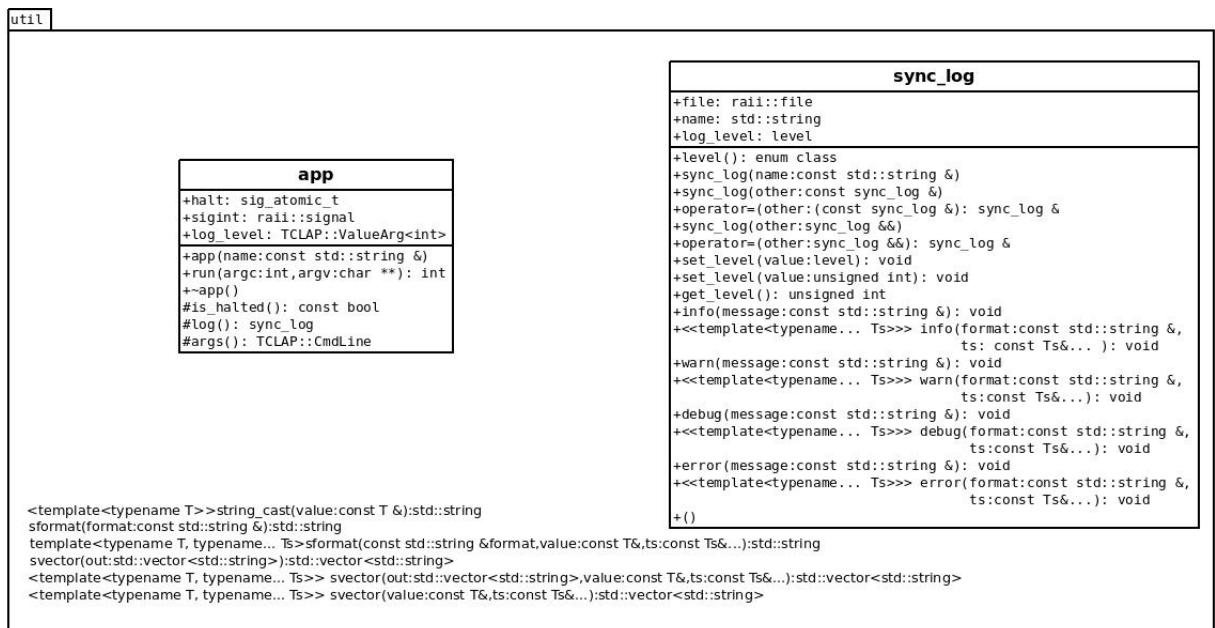 util
app
+halt: sig_atomic_t
+sigint: raii::signal
+log_level: TCLAP::ValueArg<int>
+app(name:const std::string &)
+run(argc:int,argv:char **): int
+~app()
#is_halted(): const bool
#log(): sync_log
#args(): TCLAP::CmdLine
sync_log
+file: raii::file
+name: std::string
+log_level: level
+level(): enum class
+sync_log(name:const std::string &)
+sync_log(other:const sync_log &)
+operator=(other:(const sync_log &): sync_log &
+sync_log(other:sync_log &&)
+operator=(other:sync_log &&): sync_log &
+set_level(value:level): void
+set_level(value:unsigned int): void
+get_level(): unsigned int
+info(message:const std::string &): void
+<<template<typename... Ts>>> info(format:const std::string &,
ts: const Ts&... ): void
+warn(message:const std::string &): void
+<<template<typename... Ts>>> warn(format:const std::string &,
ts:const Ts&...): void
+debug(message:const std::string &): void
+<<template<typename... Ts>>> debug(format:const std::string &,
ts:const Ts&...): void
+error(message:const std::string &): void
+<<template<typename... Ts>>> error(format:const std::string &,
ts:const Ts&...): void
+()
<template<typename T>>string_cast(value:const T &):std::string
sformat(format:const std::string &):std::string
template<typename T, typename... Ts>sformat(const std::string &format,value:const T&,ts:const Ts&...):std::string
svector(out:std::vector<std::string>):std::vector<std::string>
<template<typename T, typename... Ts>> svector(out:std::vector<std::string>,value:const T&,ts:const Ts&...):std::vector<std::string>
<template<typename T, typename... Ts>> svector(value:const T&,ts:const Ts&...):std::vector<std::string>